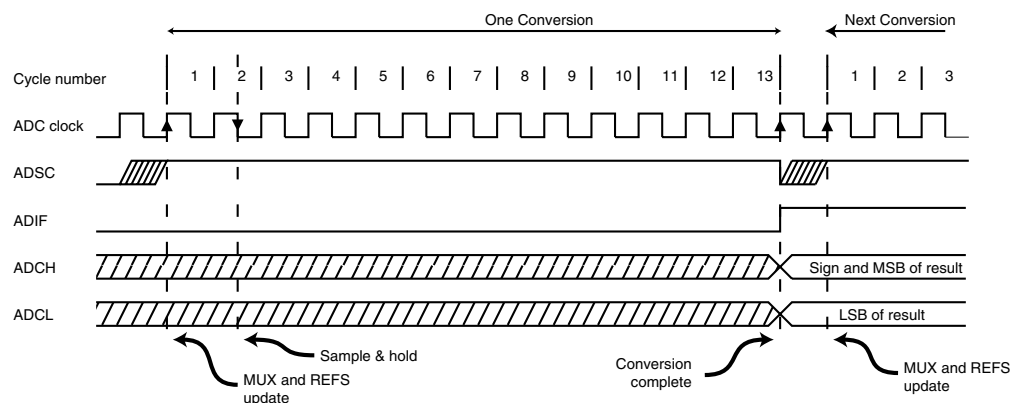 One Conversion
Next Conversion
Cycle number
1 2 3 4 5 6 7 8 9 10 11 12 13 1 2 3
ADC clock
ADSC
ADIF
ADCH
Sign and MSB of result
ADCL
LSB of result
Sample & hold
MUX and REFS
update
Conversion
complete
MUX and REFS
update